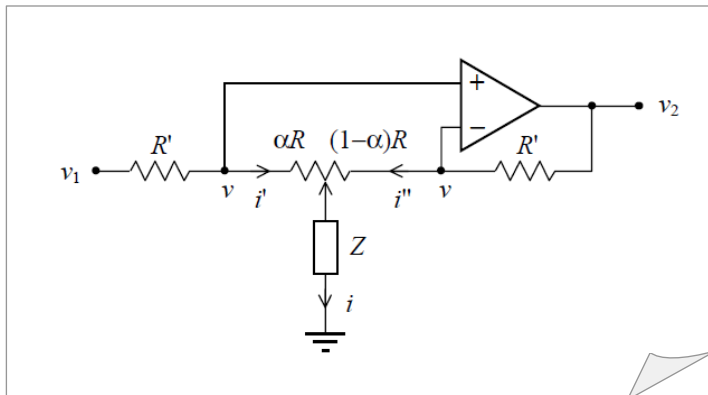 +
v2
−
αR (1−α)R
R'
R'
v1
v i' i'' v
Z
i